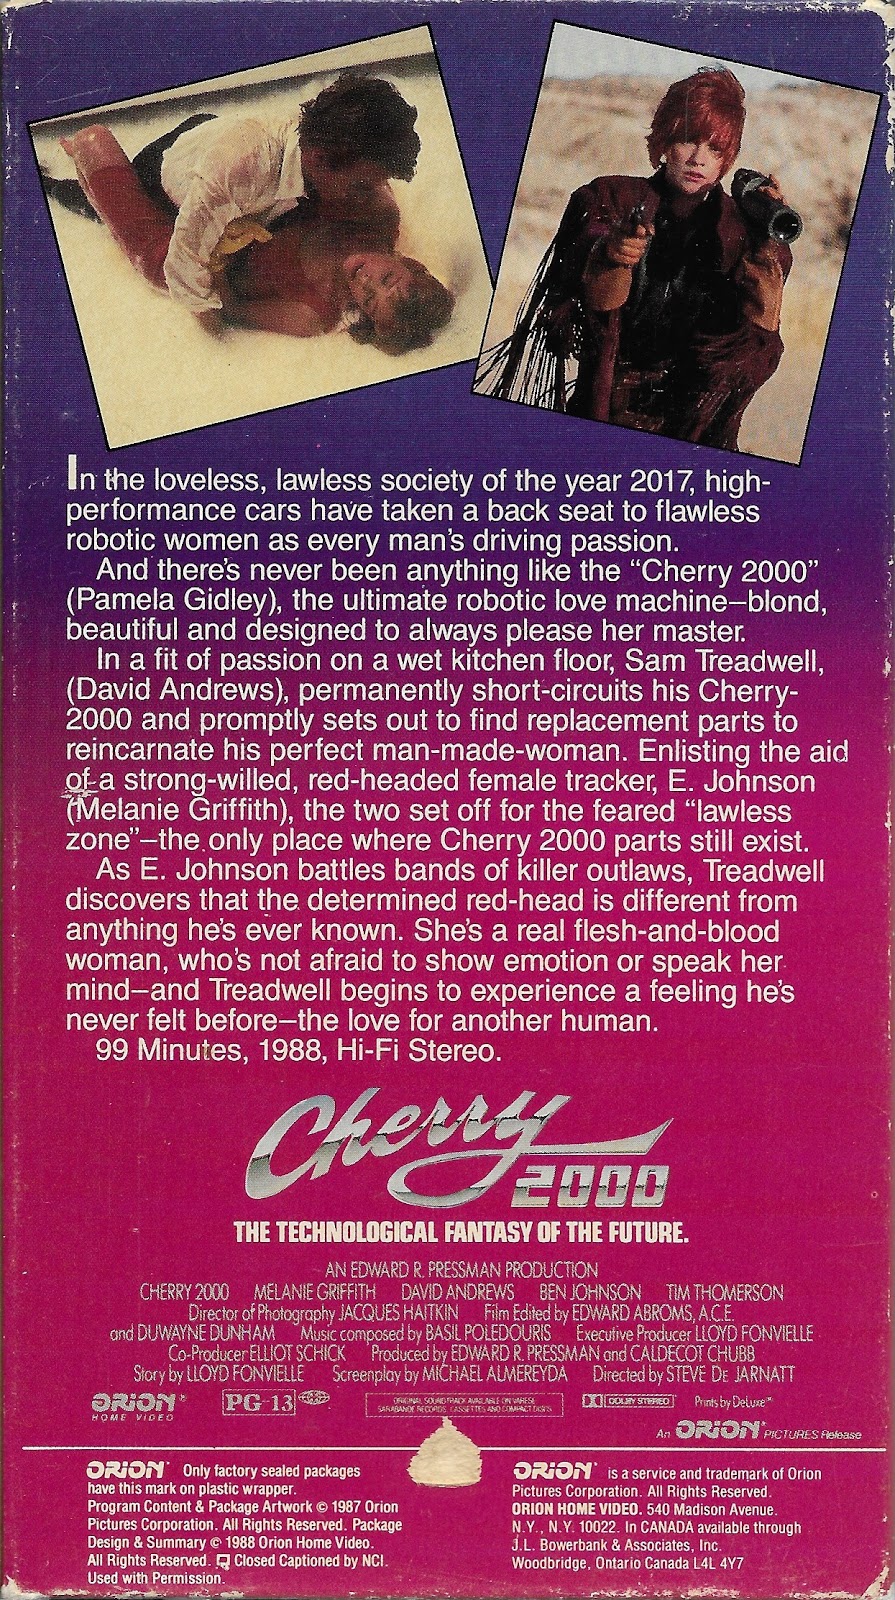 In the loveless, lawless society of the year 2017, high-
performance cars have taken a back seat to flawless
robotic women as every man's driving passion.
And there's never been anything like the “Cherry 2000”
(Pamela Gidley), the ultimate robotic love machine—blond,
beautiful and designed to always please her master.
In a fit of passion on a wet kitchen floor, Sam Treadwell,
(David Andrews), permanently short-circuits his Cherry-
2000 and promptly sets out to find replacement parts to
reincarnate his perfect man-made-woman. Enlisting the aid
of a strong-willed, red-headed female tracker, E. Johnson
(Melanie Griffith), the two set off for the feared “lawless
zone”—the only place where Cherry 2000 parts still exist.
As E. Johnson battles bands of killer outlaws, Treadwell
discovers that the determined red-head is different from
anything he's ever known. She's a real flesh-and-blood
woman, who's not afraid to show emotion or speak her
mind—and Treadwell begins to experience a feeling he's
never felt before—the love for another human.
99 Minutes, 1988, Hi-Fi Stereo.
Cherry
2000
THE TECHNOLOGICAL FANTASY OF THE FUTURE.
AN EDWARD R. PRESSMAN PRODUCTION
CHERRY 2000 MELANIE GRIFFITH DAVID ANDREWS BEN JOHNSON TIM THOMERSON
Director of Photography JACQUES HAITKIN Film Edited by EDWARD ABROMS, A.C.E.
and DUWAYNE DUNHAM Music composed by BASIL POLEDOURIS Executive Producer LLOYD FONVIELLE
Co-Producer ELLIOT SCHICK Produced by EDWARD R. PRESSMAN and CALDECOT CHUBB
Story by LLOYD FONVIELLE Screenplay by MICHAEL ALMEREYDA Directed by STEVE DE JARNATT
ORION®
HOME VIDEO
PG-13
ORIGINAL SOUNDTRACK AVAILABLE ON VARESE
SARABANDE RECORDS, CASSETTES AND COMPACT DISCS
DOLBY STEREO
Prints by DeLuxe™
An ORION® PICTURES Release
ORION® Only factory sealed packages
have this mark on plastic wrapper.
Program Content & Package Artwork © 1987 Orion
Pictures Corporation. All Rights Reserved. Package
Design & Summary © 1988 Orion Home Video.
All Rights Reserved. Closed Captioned by NCI.
Used with Permission.
ORION® is a service and trademark of Orion
Pictures Corporation. All Rights Reserved.
ORION HOME VIDEO. 540 Madison Avenue.
N.Y., N.Y. 10022. In CANADA available through
J.L. Bowerbank & Associates, Inc.
Woodbridge, Ontario Canada L4L 4Y7